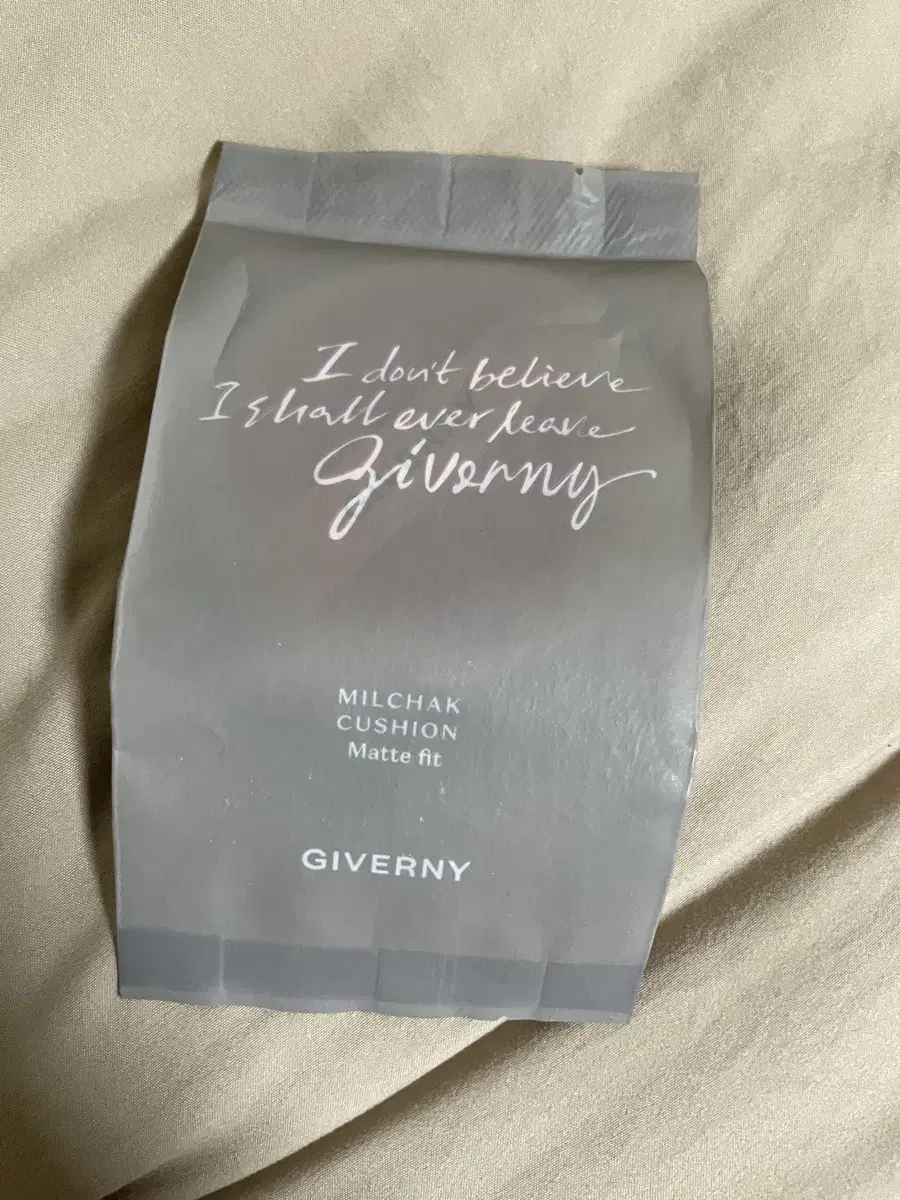 I don't believe
I shall ever leave
Giverny
MILCHAK
CUSHION
Matte fit
GIVERNY